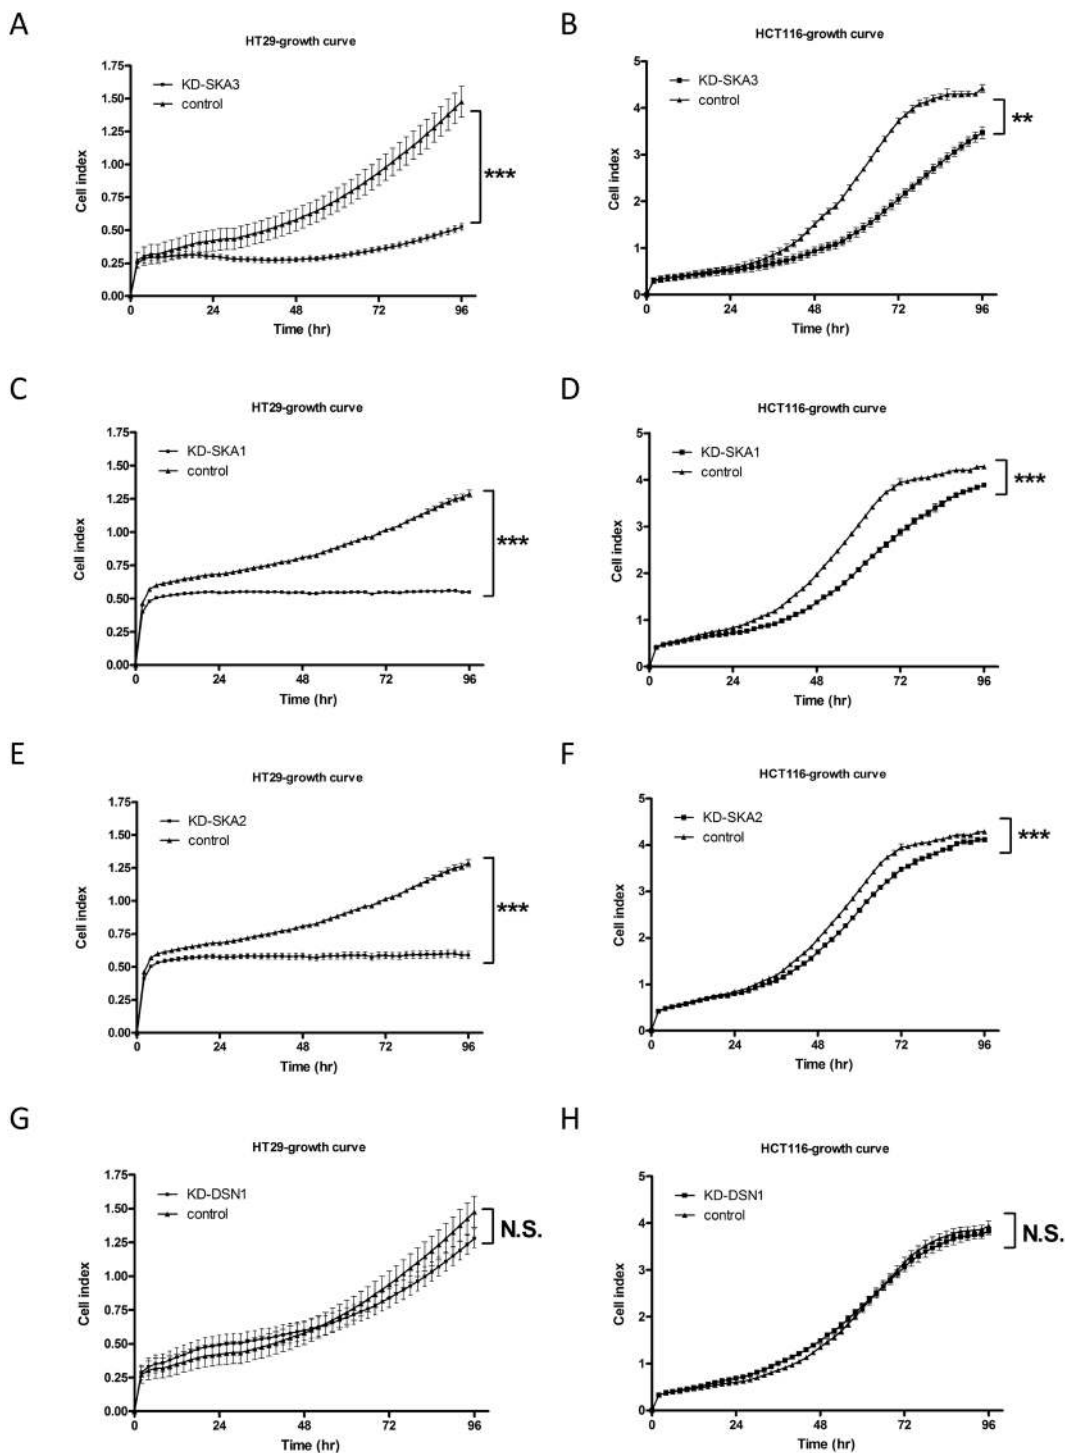 A
HT29-growth curve
KD-SKA3
control
Cell index
1.75
1.50
1.25
1.00
0.75
0.50
0.25
0.00
0 24 48 72 96
Time (hr)
***
B
HCT116-growth curve
KD-SKA3
control
Cell index
5
4
3
2
1
0
0 24 48 72 96
Time (hr)
**
C
HT29-growth curve
KD-SKA1
control
Cell index
1.75
1.50
1.25
1.00
0.75
0.50
0.25
0.00
0 24 48 72 96
Time (hr)
***
D
HCT116-growth curve
KD-SKA1
control
Cell index
5
4
3
2
1
0
0 24 48 72 96
Time (hr)
***
E
HT29-growth curve
KD-SKA2
control
Cell index
1.75
1.50
1.25
1.00
0.75
0.50
0.25
0.00
0 24 48 72 96
Time (hr)
***
F
HCT116-growth curve
KD-SKA2
control
Cell index
5
4
3
2
1
0
0 24 48 72 96
Time (hr)
***
G
HT29-growth curve
KD-DSN1
control
Cell index
1.75
1.50
1.25
1.00
0.75
0.50
0.25
0.00
0 24 48 72 96
Time (hr)
N.S.
H
HCT116-growth curve
KD-DSN1
control
Cell index
5
4
3
2
1
0
0 24 48 72 96
Time (hr)
N.S.